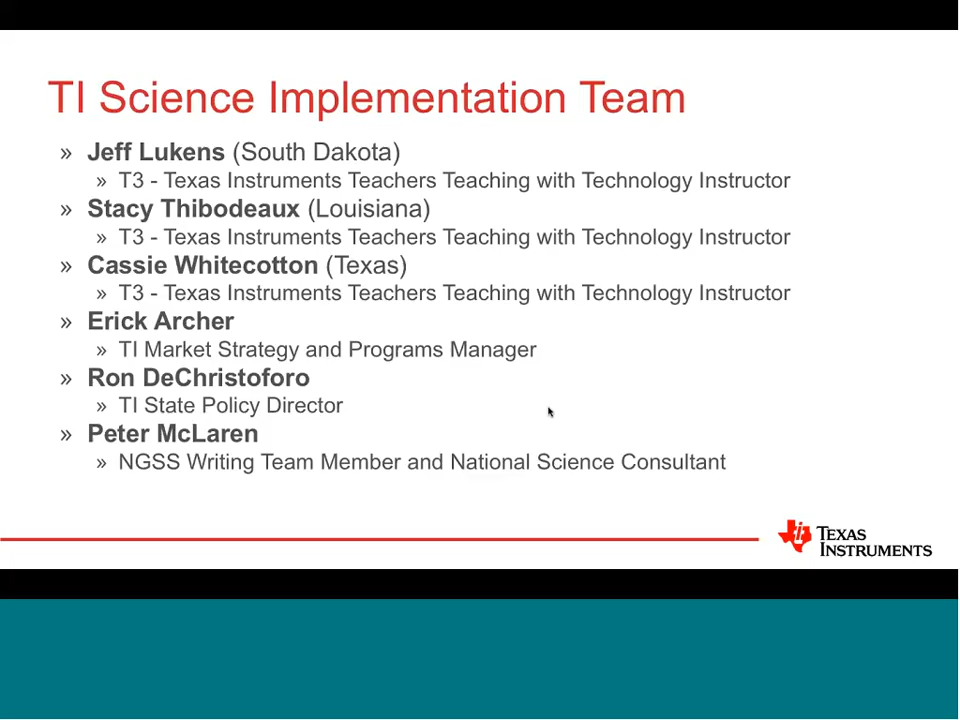 TI Science Implementation Team
» Jeff Lukens (South Dakota)
» T3 - Texas Instruments Teachers Teaching with Technology Instructor
» Stacy Thibodeaux (Louisiana)
» T3 - Texas Instruments Teachers Teaching with Technology Instructor
» Cassie Whitecotton (Texas)
» T3 - Texas Instruments Teachers Teaching with Technology Instructor
» Erick Archer
» TI Market Strategy and Programs Manager
» Ron DeChristoforo
» TI State Policy Director
» Peter McLaren
» NGSS Writing Team Member and National Science Consultant
TEXAS
INSTRUMENTS